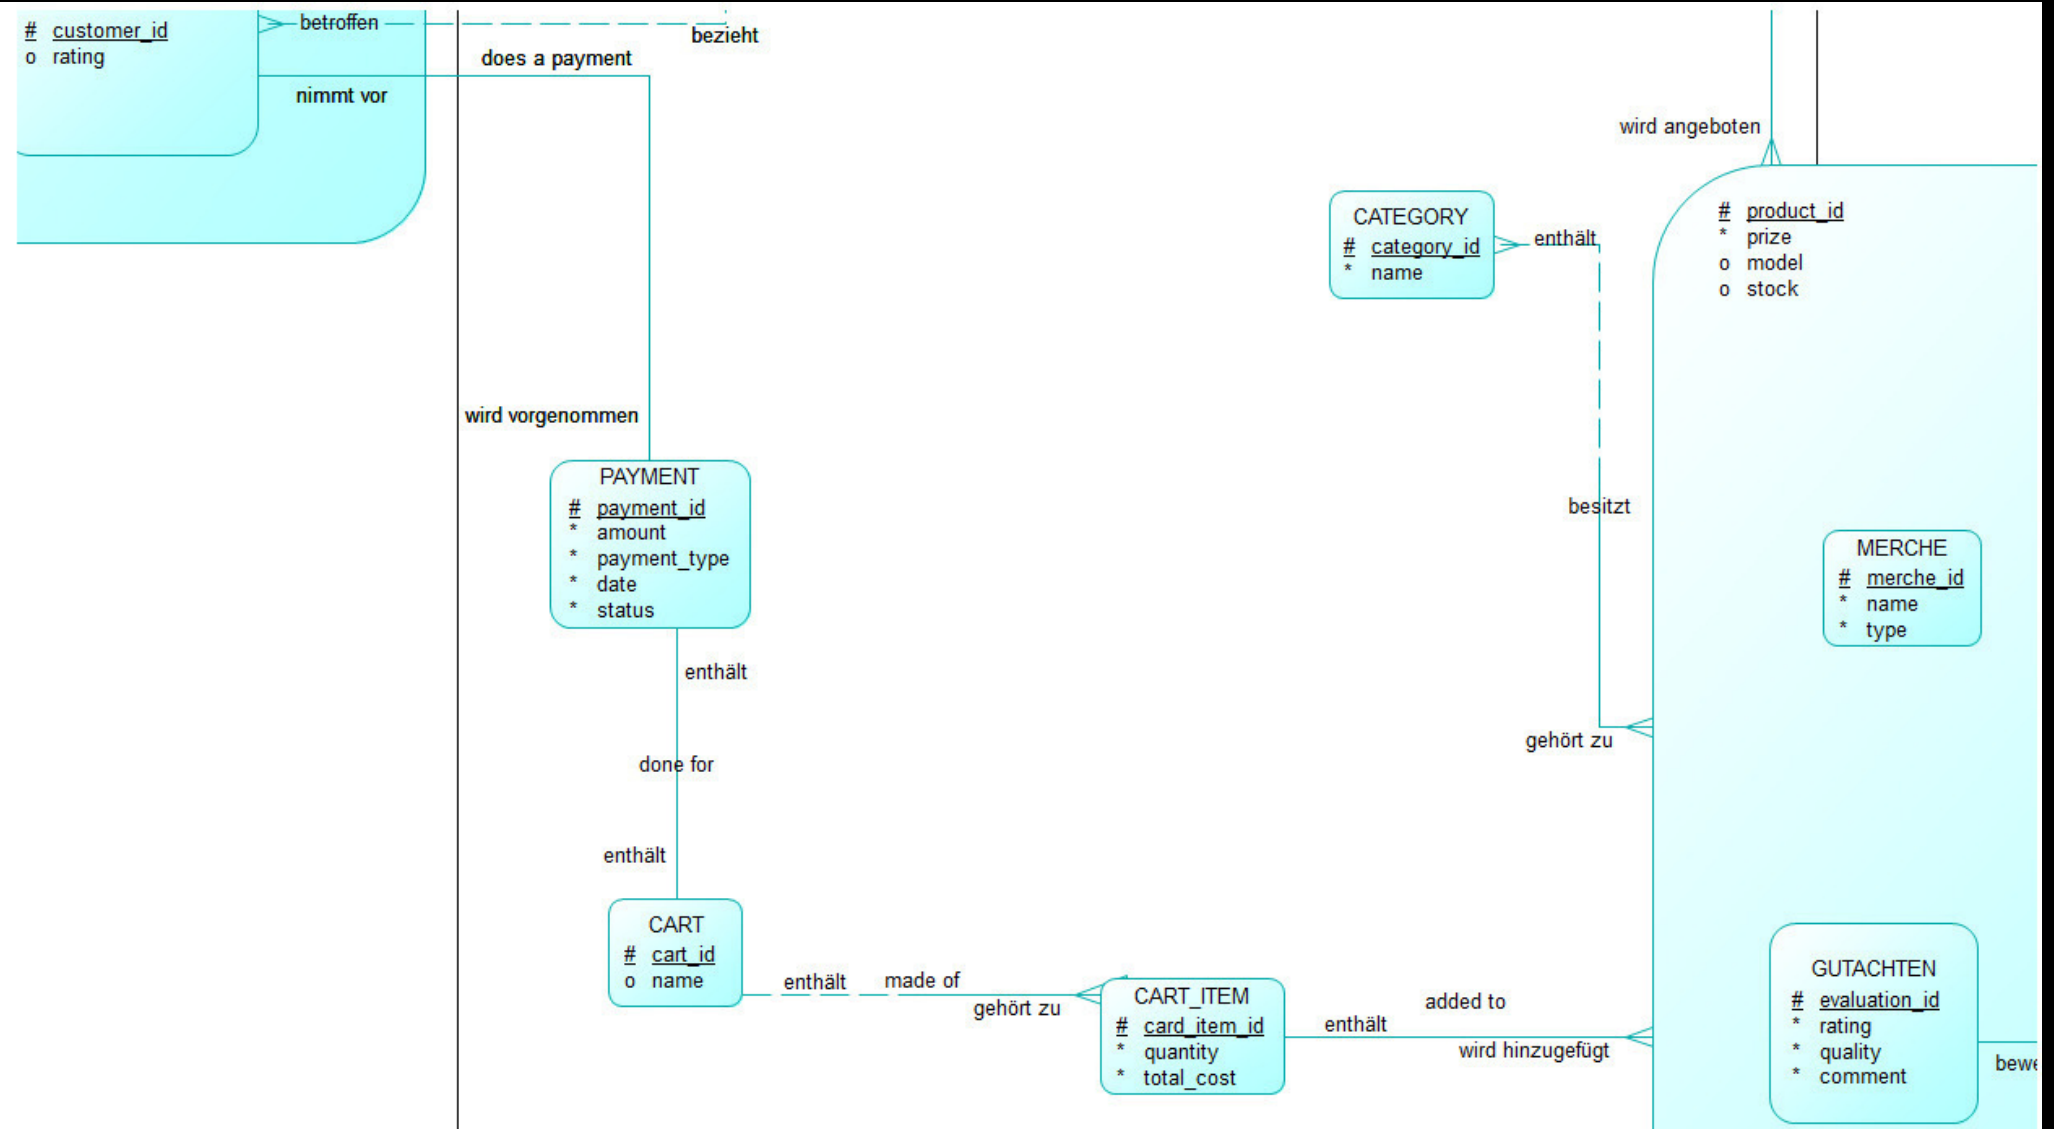 # customer_id
o rating
betroffen
bezieht
does a payment
nimmt vor
wird angeboten
CATEGORY
# category_id
* name
enthält
# product_id
* prize
o model
o stock
wird vorgenommen
PAYMENT
# payment_id
* amount
* payment_type
* date
* status
besitzt
MERCHE
# merche_id
* name
* type
enthält
gehört zu
done for
enthält
CART
# cart_id
o name
enthält
made of
gehört zu
CART_ITEM
# card_item_id
* quantity
* total_cost
enthält
added to
wird hinzugefügt
GUTACHTEN
# evaluation_id
* rating
* quality
* comment
bewe